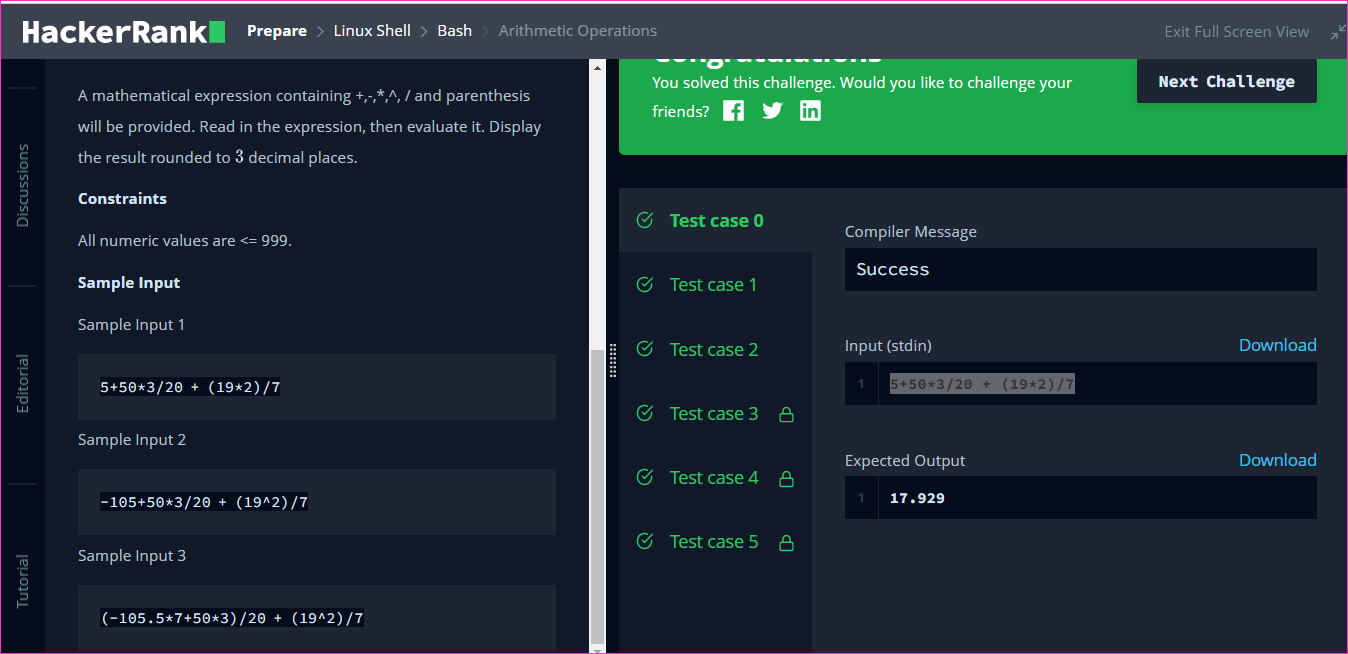 HackerRank
Prepare > Linux Shell > Bash > Arithmetic Operations
Exit Full Screen View
Discussions
Editorial
Tutorial
A mathematical expression containing +,-,*,^, / and parenthesis
will be provided. Read in the expression, then evaluate it. Display
the result rounded to 3 decimal places.
Constraints
All numeric values are <= 999.
Sample Input
Sample Input 1
5+50*3/20 + (19*2)/7
Sample Input 2
-105+50*3/20 + (19^2)/7
Sample Input 3
(-105.5*7+50*3)/20 + (19^2)/7
Congratulations
You solved this challenge. Would you like to challenge your
friends?
Next Challenge
Test case 0
Test case 1
Test case 2
Test case 3
Test case 4
Test case 5
Compiler Message
Success
Input (stdin)
Download
1
5+50*3/20 + (19*2)/7
Expected Output
Download
1
17.929